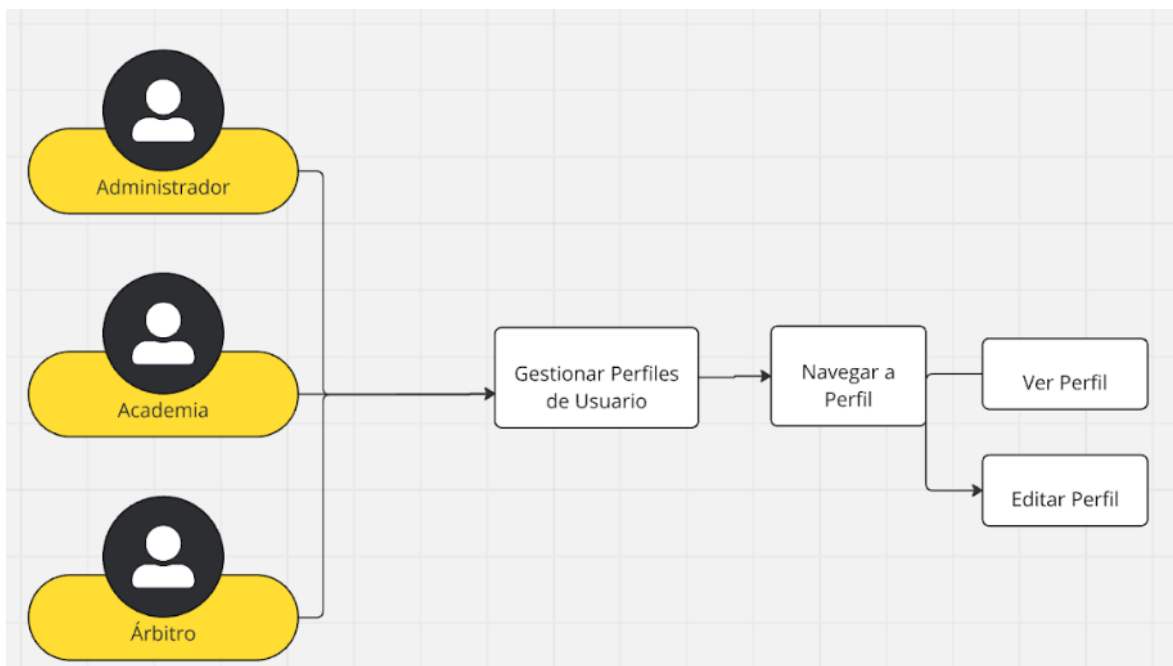 Administrador
Academia
Árbitro
Gestionar Perfiles
de Usuario
Navegar a
Perfil
Ver Perfil
Editar Perfil